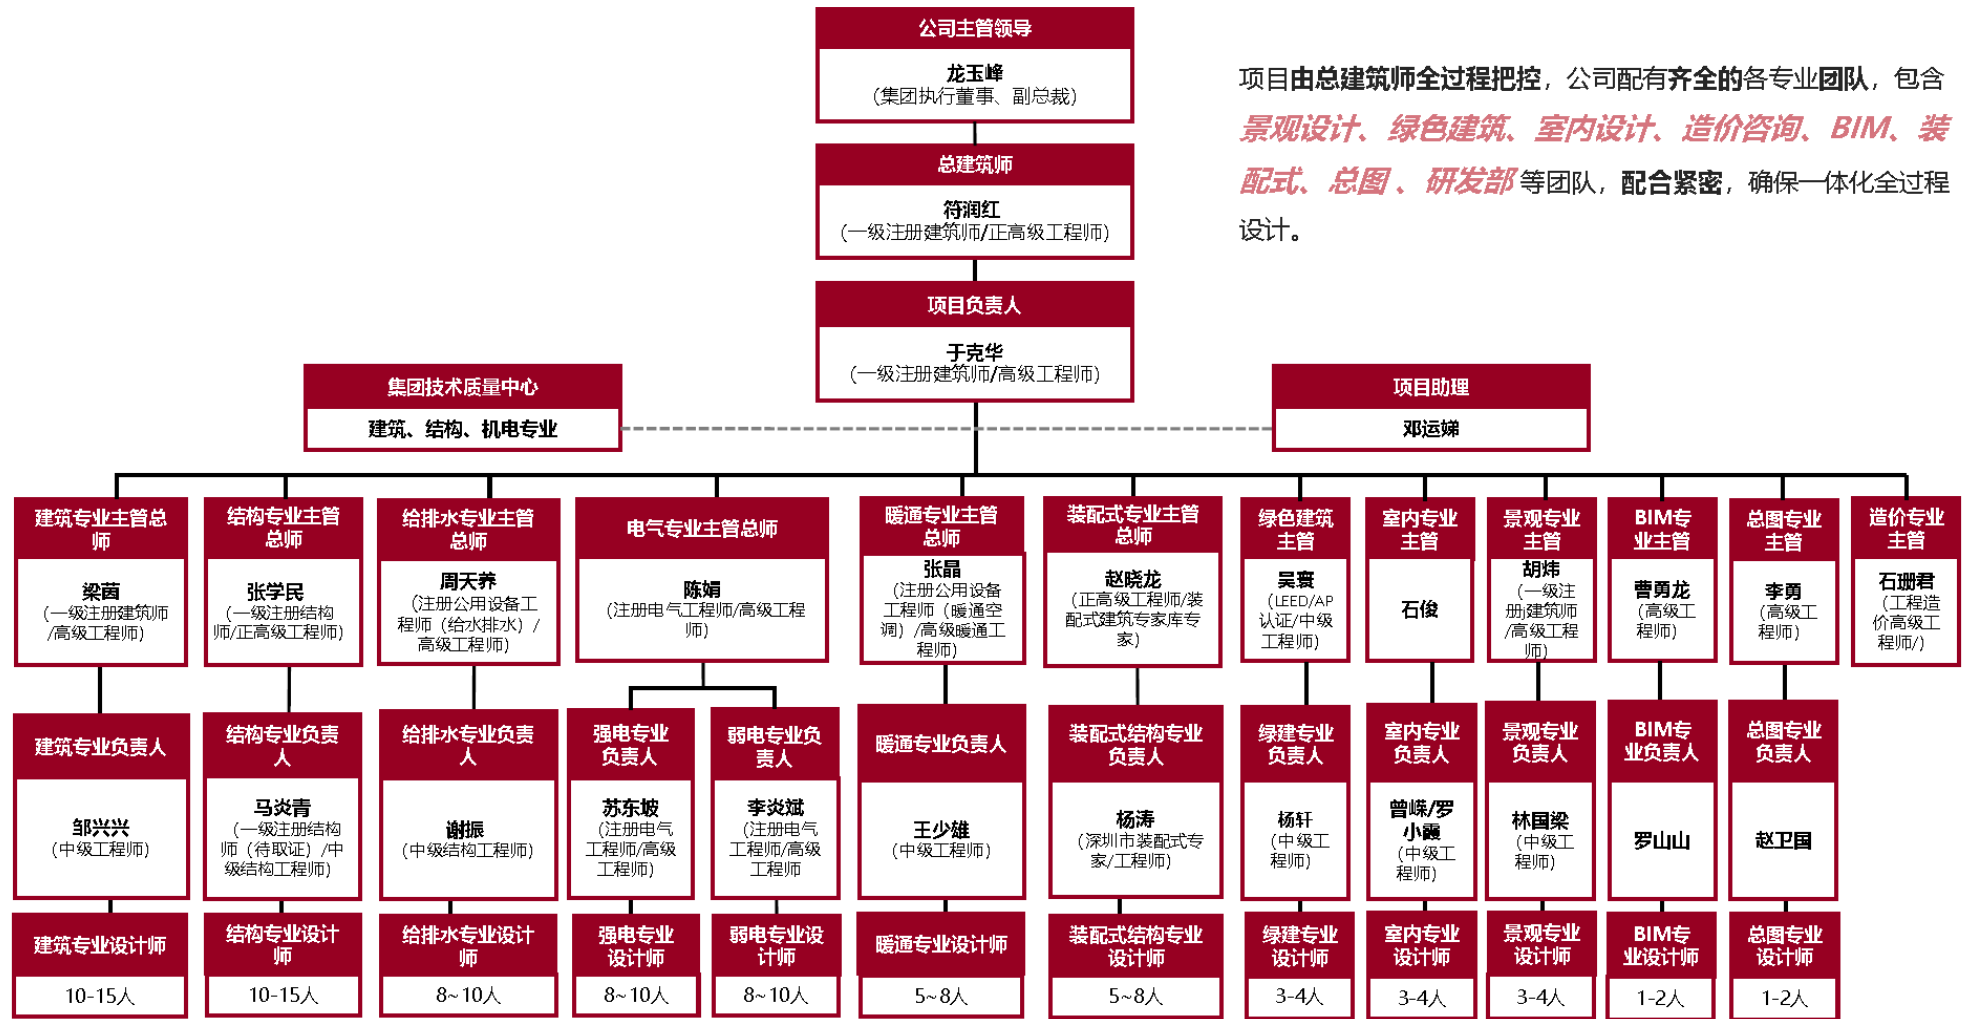 公司主管领导
龙玉峰
（集团执行董事、副总裁）
项目由总建筑师全过程把控，公司配有齐全的各专业团队，包含
景观设计、绿色建筑、室内设计、造价咨询、BIM、装
配式、总图 、研发部 等团队，配合紧密，确保一体化全过程
设计。
总建筑师
符润红
（一级注册建筑师/正高级工程师）
项目负责人
于克华
（一级注册建筑师/高级工程师）
集团技术质量中心
建筑、结构、机电专业
项目助理
邓运娣
建筑专业主管总
师
梁茵
（一级注册建筑师
/高级工程师）
结构专业主管
总师
张学民
（一级注册结构
师/正高级工程师）
给排水专业主管
总师
周天养
（注册公用设备工
程师（给水排水）/
高级工程师）
电气专业主管总师
陈娟
（注册电气工程师/高级工程
师）
暖通专业主管
总师
张晶
（注册公用设备
工程师（暖通空
调）/高级暖通工
程师）
装配式专业主管
总师
赵晓龙
（正高级工程师/装
配式建筑专家库专
家）
绿色建筑
主管
吴寰
（LEED/AP
认证/中级
工程师）
室内专业
主管
石俊
景观专业
主管
胡炜
（一级注
册建筑师
/高级工程
师）
BIM专
业主管
曹勇龙
（高级工
程师）
总图专业
主管
李勇
（高级工
程师）
造价专业
主管
石珊君
（工程造
价高级工
程师/）
建筑专业负责人
邹兴兴
（中级工程师）
结构专业负责
人
马炎青
（一级注册结构
师（待取证）/中
级结构工程师）
给排水专业负责
人
谢振
（中级结构工程师）
强电专业
负责人
苏东坡
（注册电气
工程师/高级
工程师）
弱电专业负
责人
李炎斌
（注册电气
工程师/高级
工程师
暖通专业负责人
王少雄
（中级工程师）
装配式结构专业
负责人
杨涛
（深圳市装配式专
家/工程师）
绿建专业
负责人
杨轩
（中级工
程师）
室内专业
负责人
曾嵘/罗
小霞
（中级工
程师）
景观专业
负责人
林国梁
（中级工
程师）
BIM专
业负责人
罗山山
总图专业
负责人
赵卫国
建筑专业设计师
10-15人
结构专业设计
师
10-15人
给排水专业设计
师
8~10人
强电专业
设计师
8~10人
弱电专业设
计师
8~10人
暖通专业设计师
5~8人
装配式结构专业
设计师
5~8人
绿建专业
设计师
3-4人
室内专业
设计师
3-4人
景观专业
设计师
3-4人
BIM专
业设计师
1-2人
总图专业
设计师
1-2人